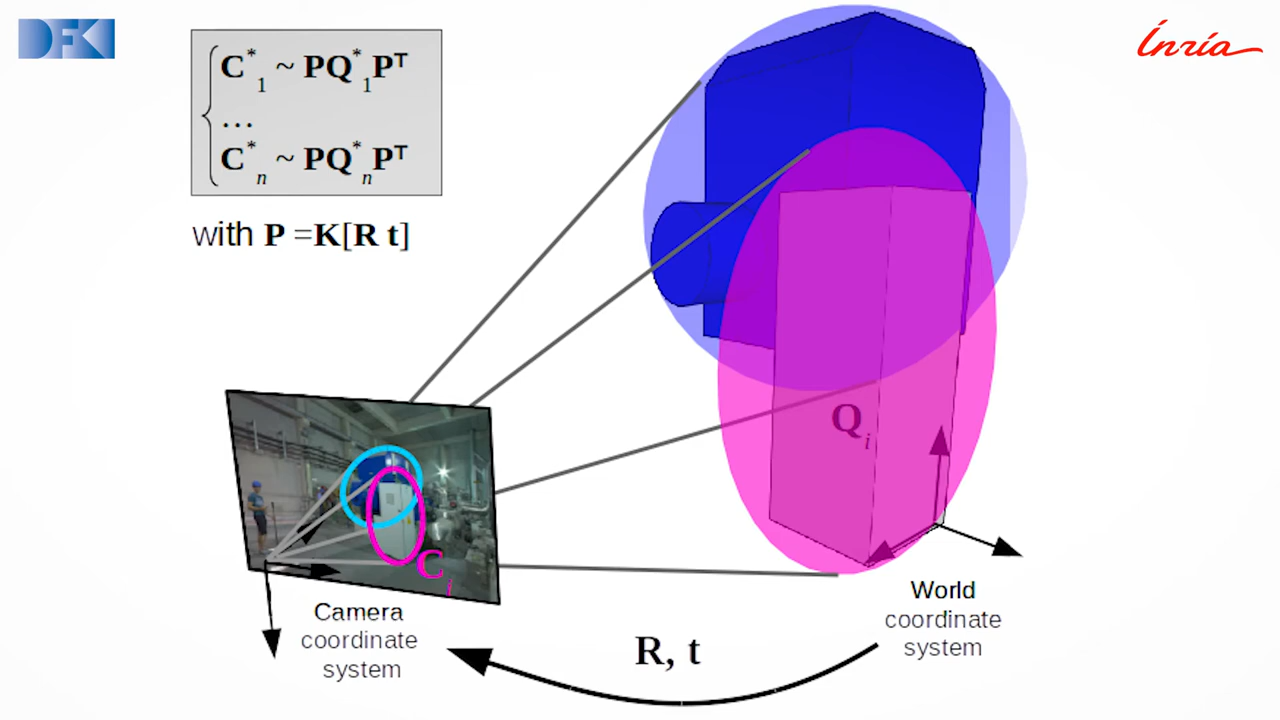 DFKI
Inria
C*1 ~ PQ*1Pᵀ
...
C*n ~ PQ*nPᵀ
with P =K[R t]
Qi
Ci
Camera
coordinate
system
World
coordinate
system
R, t